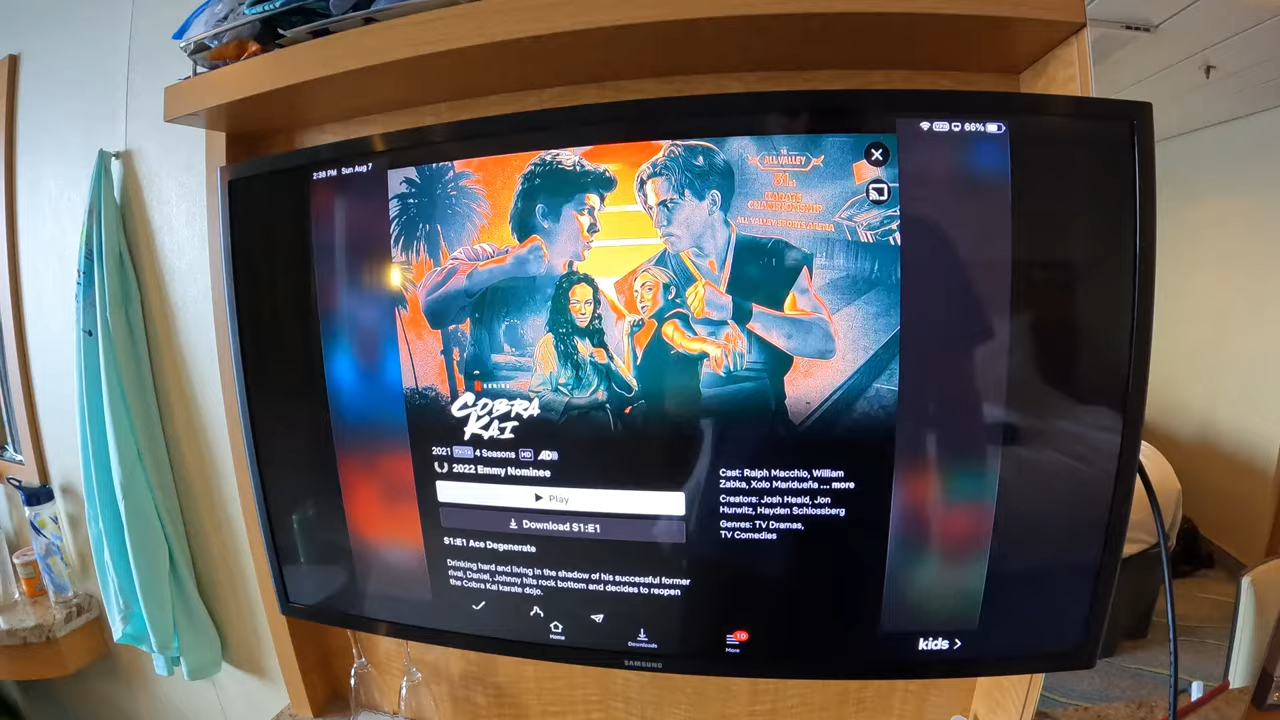 2:38 PM Sun Aug 7
VPN 66%
ALL VALLEY
51st
KARATE
CHAMPIONSHIP
ALL VALLEY SPORTS ARENA
N SERIES
COBRA
KAI
2021 TV-14 4 Seasons HD AD
2022 Emmy Nominee
Play
Download S1:E1
S1:E1 Ace Degenerate
Drinking hard and living in the shadow of his successful former
rival, Daniel, Johnny hits rock bottom and decides to reopen
the Cobra Kai karate dojo.
Cast: Ralph Macchio, William
Zabka, Xolo Maridueña ... more
Creators: Josh Heald, Jon
Hurwitz, Hayden Schlossberg
Genres: TV Dramas,
TV Comedies
Home
Downloads
10
More
kids >
SAMSUNG